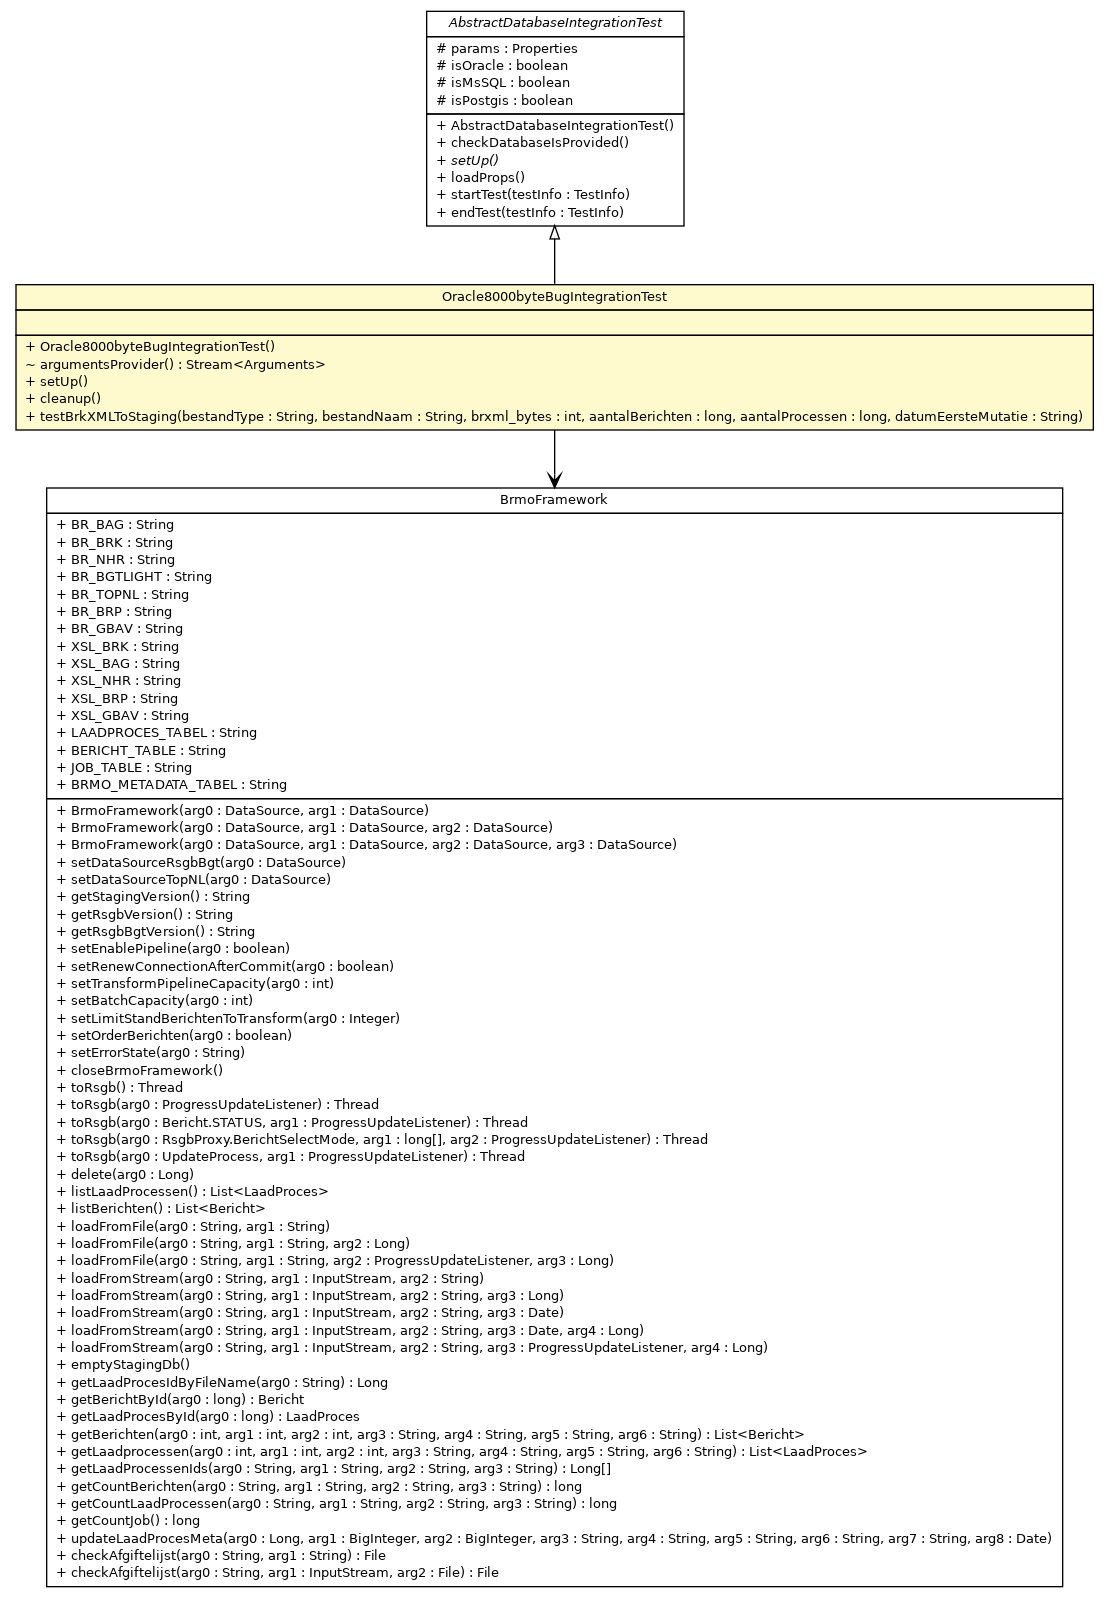 AbstractDatabaseIntegrationTest
# params : Properties
# isOracle : boolean
# isMsSQL : boolean
# isPostgis : boolean
+ AbstractDatabaseIntegrationTest()
+ checkDatabaseIsProvided()
+ setUp()
+ loadProps()
+ startTest(testInfo : TestInfo)
+ endTest(testInfo : TestInfo)
Oracle8000byteBugIntegrationTest
+ Oracle8000byteBugIntegrationTest()
~ argumentsProvider() : Stream<Arguments>
+ setUp()
+ cleanup()
+ testBrkXMLToStaging(bestandType : String, bestandNaam : String, brxml_bytes : int, aantalBerichten : long, aantalProcessen : long, datumEersteMutatie : String)
BrmoFramework
+ BR_BAG : String
+ BR_BRK : String
+ BR_NHR : String
+ BR_BGTLIGHT : String
+ BR_TOPNL : String
+ BR_BRP : String
+ BR_GBAV : String
+ XSL_BRK : String
+ XSL_BAG : String
+ XSL_NHR : String
+ XSL_BRP : String
+ XSL_GBAV : String
+ LAADPROCES_TABEL : String
+ BERICHT_TABLE : String
+ JOB_TABLE : String
+ BRMO_METADATA_TABEL : String
+ BrmoFramework(arg0 : DataSource, arg1 : DataSource)
+ BrmoFramework(arg0 : DataSource, arg1 : DataSource, arg2 : DataSource)
+ BrmoFramework(arg0 : DataSource, arg1 : DataSource, arg2 : DataSource, arg3 : DataSource)
+ setDataSourceRsgbBgt(arg0 : DataSource)
+ setDataSourceTopNL(arg0 : DataSource)
+ getStagingVersion() : String
+ getRsgbVersion() : String
+ getRsgbBgtVersion() : String
+ setEnablePipeline(arg0 : boolean)
+ setRenewConnectionAfterCommit(arg0 : boolean)
+ setTransformPipelineCapacity(arg0 : int)
+ setBatchCapacity(arg0 : int)
+ setLimitStandBerichtenToTransform(arg0 : Integer)
+ setOrderBerichten(arg0 : boolean)
+ setErrorState(arg0 : String)
+ closeBrmoFramework()
+ toRsgb() : Thread
+ toRsgb(arg0 : ProgressUpdateListener) : Thread
+ toRsgb(arg0 : Bericht.STATUS, arg1 : ProgressUpdateListener) : Thread
+ toRsgb(arg0 : RsgbProxy.BerichtSelectMode, arg1 : long[], arg2 : ProgressUpdateListener) : Thread
+ toRsgb(arg0 : UpdateProcess, arg1 : ProgressUpdateListener) : Thread
+ delete(arg0 : Long)
+ listLaadProcessen() : List<LaadProces>
+ listBerichten() : List<Bericht>
+ loadFromFile(arg0 : String, arg1 : String)
+ loadFromFile(arg0 : String, arg1 : String, arg2 : Long)
+ loadFromFile(arg0 : String, arg1 : String, arg2 : ProgressUpdateListener, arg3 : Long)
+ loadFromStream(arg0 : String, arg1 : InputStream, arg2 : String)
+ loadFromStream(arg0 : String, arg1 : InputStream, arg2 : String, arg3 : Long)
+ loadFromStream(arg0 : String, arg1 : InputStream, arg2 : String, arg3 : Date)
+ loadFromStream(arg0 : String, arg1 : InputStream, arg2 : String, arg3 : Date, arg4 : Long)
+ loadFromStream(arg0 : String, arg1 : InputStream, arg2 : String, arg3 : ProgressUpdateListener, arg4 : Long)
+ emptyStagingDb()
+ getLaadProcesIdByFileName(arg0 : String) : Long
+ getBerichtById(arg0 : long) : Bericht
+ getLaadProcesById(arg0 : long) : LaadProces
+ getBerichten(arg0 : int, arg1 : int, arg2 : int, arg3 : String, arg4 : String, arg5 : String, arg6 : String) : List<Bericht>
+ getLaadprocessen(arg0 : int, arg1 : int, arg2 : int, arg3 : String, arg4 : String, arg5 : String, arg6 : String) : List<LaadProces>
+ getLaadProcessenIds(arg0 : String, arg1 : String, arg2 : String, arg3 : String) : Long[]
+ getCountBerichten(arg0 : String, arg1 : String, arg2 : String, arg3 : String) : long
+ getCountLaadProcessen(arg0 : String, arg1 : String, arg2 : String, arg3 : String) : long
+ getCountJob() : long
+ updateLaadProcesMeta(arg0 : Long, arg1 : BigInteger, arg2 : BigInteger, arg3 : String, arg4 : String, arg5 : String, arg6 : String, arg7 : String, arg8 : Date)
+ checkAfgiftelijst(arg0 : String, arg1 : String) : File
+ checkAfgiftelijst(arg0 : String, arg1 : InputStream, arg2 : File) : File